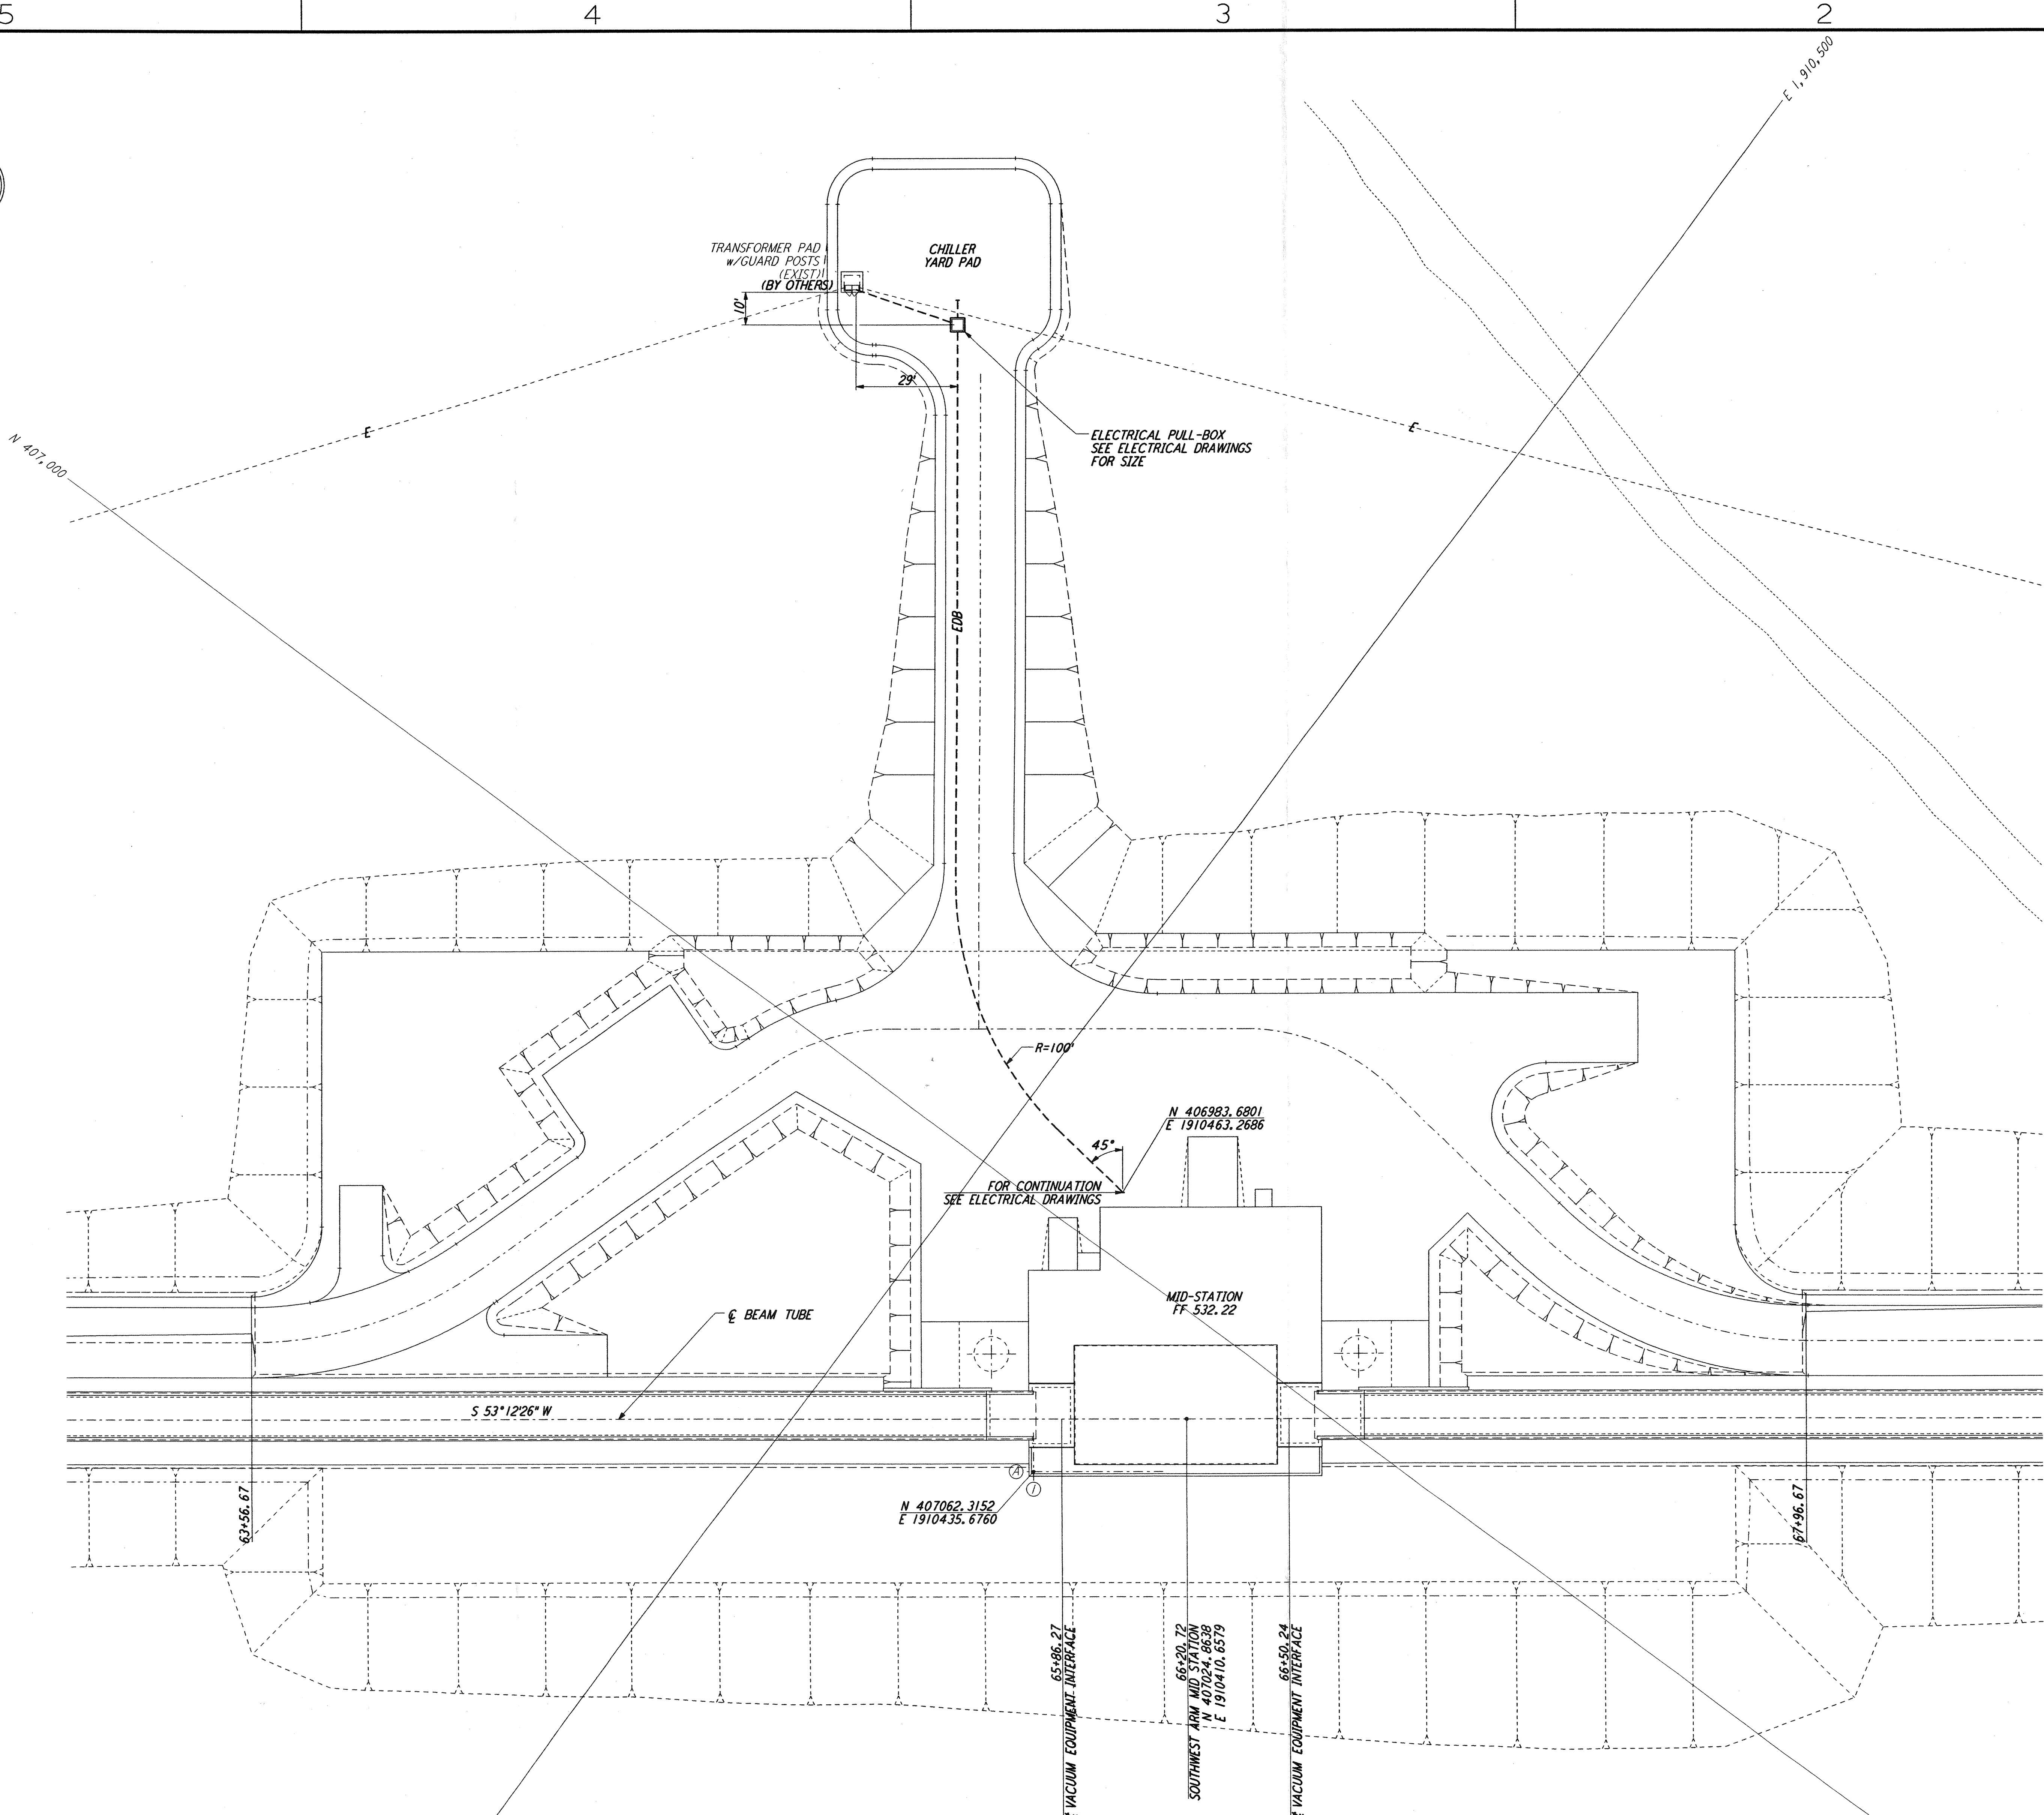 5
4
3
2
E 1,910,500
TRANSFORMER PAD
w/GUARD POSTS
(EXIST)
(BY OTHERS)
CHILLER
YARD PAD
10'
29'
E
E
N 407,000
ELECTRICAL PULL-BOX
SEE ELECTRICAL DRAWINGS
FOR SIZE
EDB
R=100'
N 406983.6801
E 1910463.2686
45°
FOR CONTINUATION
SEE ELECTRICAL DRAWINGS
MID-STATION
FF 532.22
℄ BEAM TUBE
S 53°12'26" W
A
1
N 407062.3152
E 1910435.6760
63+56.67
67+96.67
65+86.27
VACUUM EQUIPMENT INTERFACE
66+20.72
SOUTHWEST ARM MID STATION
N 407024.8638
E 1910410.6579
66+50.24
VACUUM EQUIPMENT INTERFACE